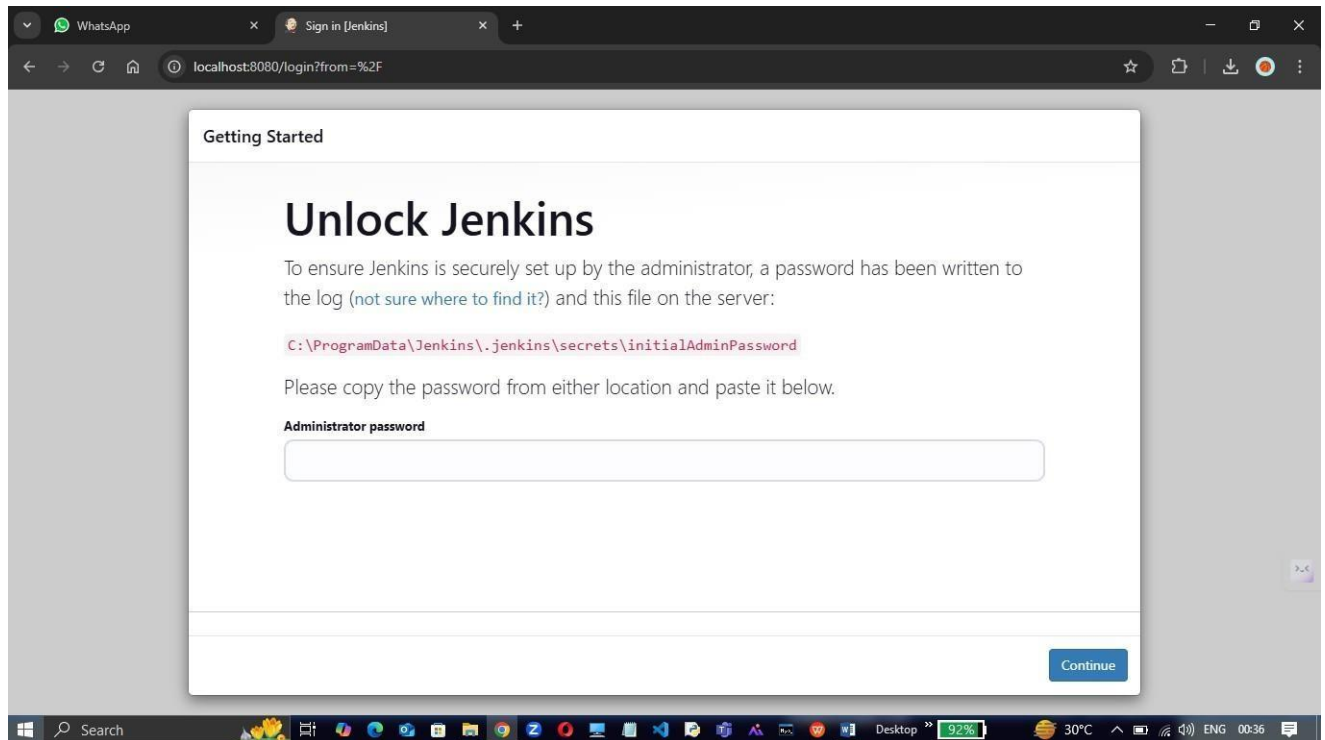 WhatsApp
Sign in [Jenkins]
localhost:8080/login?from=%2F
Getting Started
Unlock Jenkins
To ensure Jenkins is securely set up by the administrator, a password has been written to
the log (not sure where to find it?) and this file on the server:
C:\ProgramData\Jenkins\.jenkins\secrets\initialAdminPassword
Please copy the password from either location and paste it below.
Administrator password
Continue
Search
Desktop
92%
30°C
ENG
00:36